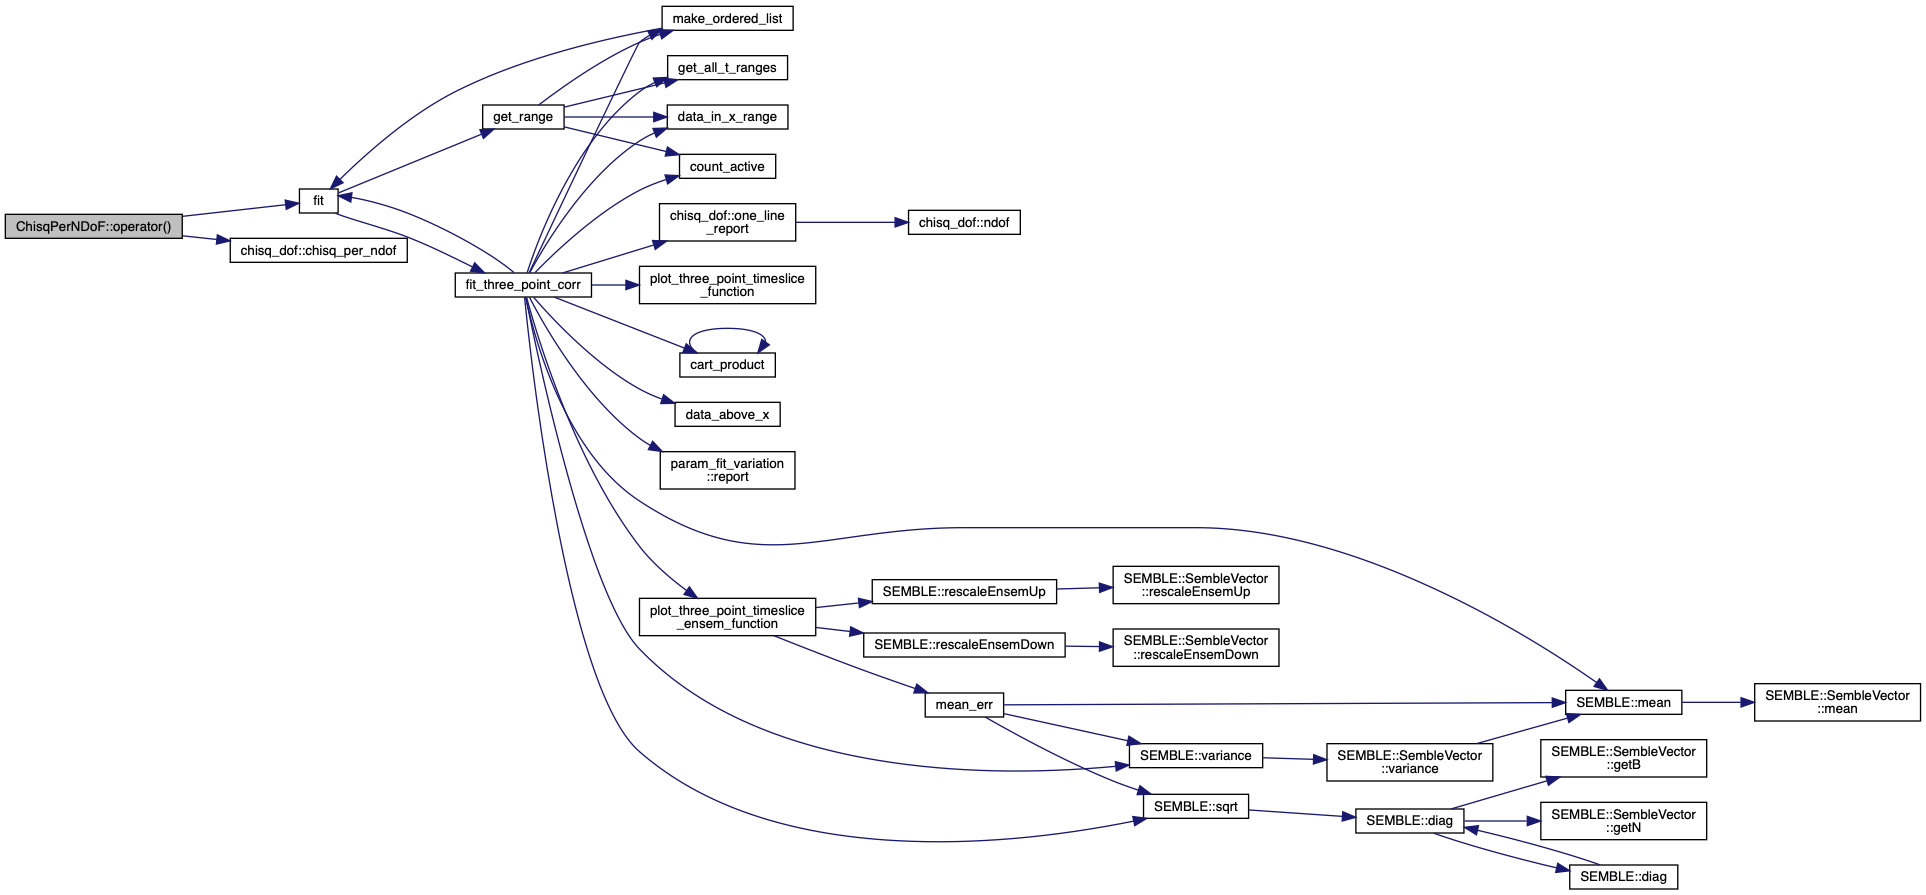 make_ordered_list
get_all_t_ranges
get_range
data_in_x_range
count_active
fit
ChisqPerNDoF::operator()
chisq_dof::chisq_per_ndof
chisq_dof::one_line
_report
chisq_dof::ndof
fit_three_point_corr
plot_three_point_timeslice
_function
cart_product
data_above_x
param_fit_variation
::report
plot_three_point_timeslice
_ensem_function
SEMBLE::rescaleEnsemUp
SEMBLE::SembleVector
::rescaleEnsemUp
SEMBLE::rescaleEnsemDown
SEMBLE::SembleVector
::rescaleEnsemDown
mean_err
SEMBLE::mean
SEMBLE::SembleVector
::mean
SEMBLE::variance
SEMBLE::SembleVector
::variance
SEMBLE::SembleVector
::getB
SEMBLE::sqrt
SEMBLE::diag
SEMBLE::SembleVector
::getN
SEMBLE::diag